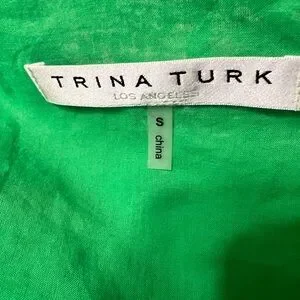 TRINA TURK
LOS ANGELES
S
china